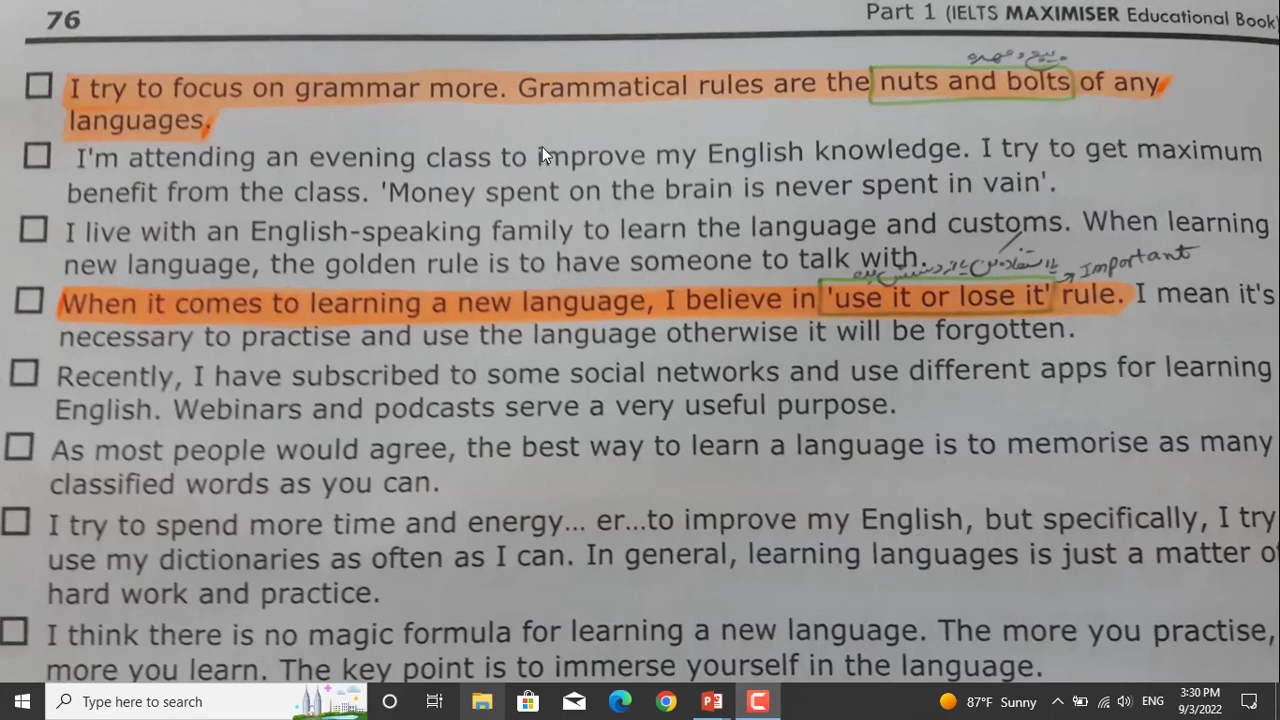 76
Part 1 (IELTS MAXIMISER Educational Book)
پیچ و مهره
I try to focus on grammar more. Grammatical rules are the nuts and bolts of any
languages.
I'm attending an evening class to improve my English knowledge. I try to get maximum
benefit from the class. 'Money spent on the brain is never spent in vain'.
I live with an English-speaking family to learn the language and customs. When learning
new language, the golden rule is to have someone to talk with.
Important
When it comes to learning a new language, I believe in 'use it or lose it' rule. I mean it's
necessary to practise and use the language otherwise it will be forgotten.
Recently, I have subscribed to some social networks and use different apps for learning
English. Webinars and podcasts serve a very useful purpose.
As most people would agree, the best way to learn a language is to memorise as many
classified words as you can.
I try to spend more time and energy... er...to improve my English, but specifically, I try
use my dictionaries as often as I can. In general, learning languages is just a matter o
hard work and practice.
I think there is no magic formula for learning a new language. The more you practise,
more you learn. The key point is to immerse yourself in the language.
Type here to search
87°F Sunny
ENG
3:30 PM
9/3/2022